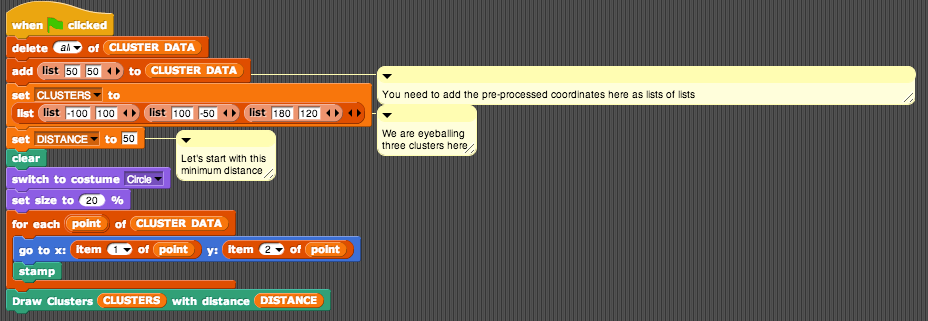 when clicked
delete all of CLUSTER DATA
add list 50 50 to CLUSTER DATA
You need to add the pre-processed coordinates here as lists of lists
set CLUSTERS to
list list -100 100 list 100 -50 list 180 120
We are eyeballing
three clusters here
set DISTANCE to 50
Let's start with this
minimum distance
clear
switch to costume Circle
set size to 20 %
for each point of CLUSTER DATA
go to x: item 1 of point y: item 2 of point
stamp
Draw Clusters CLUSTERS with distance DISTANCE